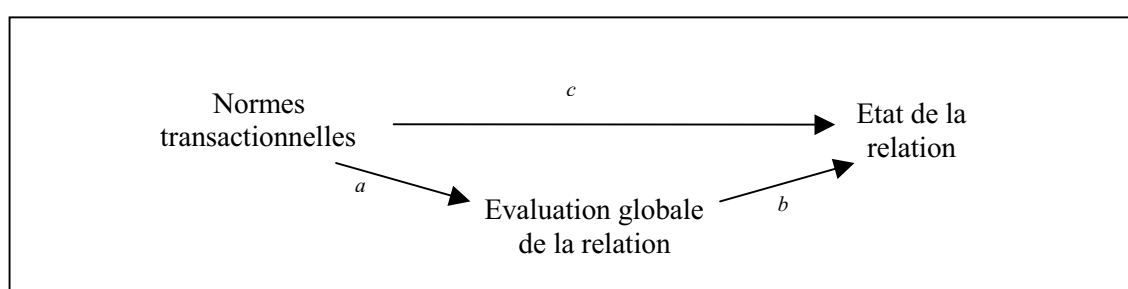 c
Normes
transactionnelles
Etat de la
relation
a
Evaluation globale
de la relation
b